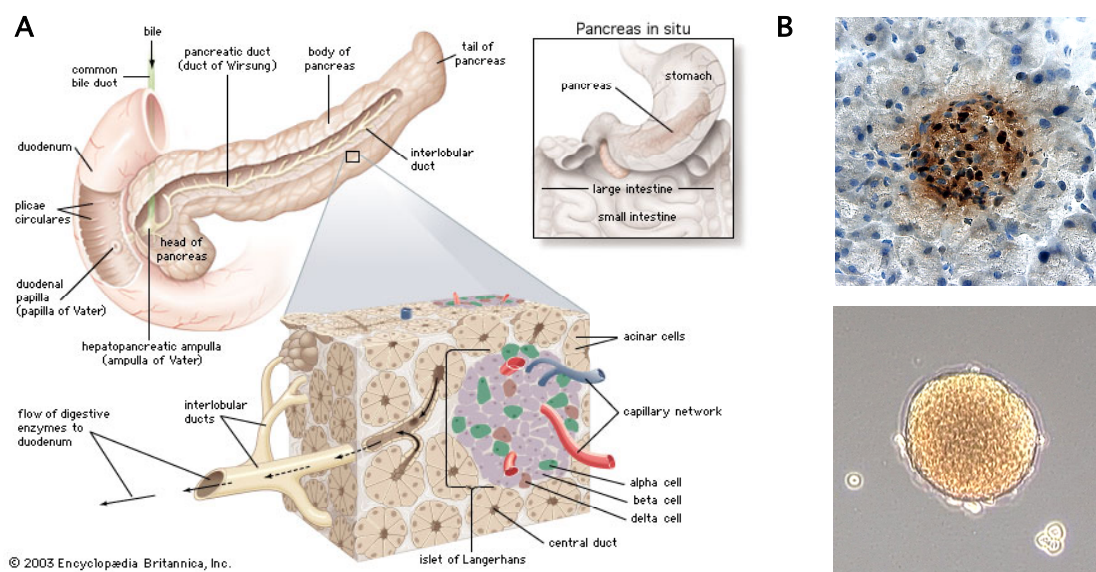 A
bile
common
bile duct
pancreatic duct
(duct of Wirsung)
body of
pancreas
tail of
pancreas
duodenum
interlobular
duct
plicae
circulares
head of
pancreas
duodenal
papilla
(papilla of Vater)
hepatopancreatic ampulla
(ampulla of Vater)
Pancreas in situ
stomach
pancreas
large intestine
small intestine
B
acinar cells
flow of digestive
enzymes to
duodenum
interlobular
ducts
capillary network
alpha cell
beta cell
delta cell
central duct
islet of Langerhans
© 2003 Encyclopædia Britannica, Inc.